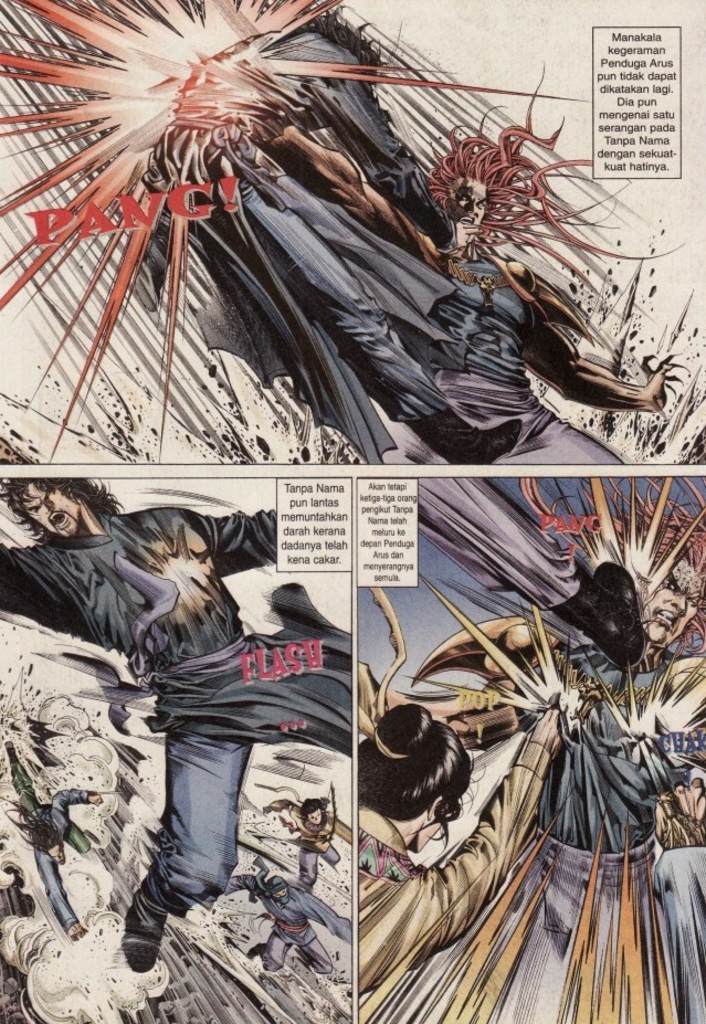 Manakala
kegeraman
Penduga Arus
pun tidak dapat
dikatakan lagi.
Dia pun
mengenai satu
serangan pada
Tanpa Nama
dengan sekuat-
kuat hatinya.
PANG!
Tanpa Nama
pun lantas
memuntahkan
darah kerana
dadanya telah
kena cakar.
FLASH
...
Akan tetapi
ketiga-tiga orang
pengikut Tanpa
Nama telah
meluru ke
depan Penduga
Arus dan
menyerangnya
semula.
PANG
!
POP
!
CHAK